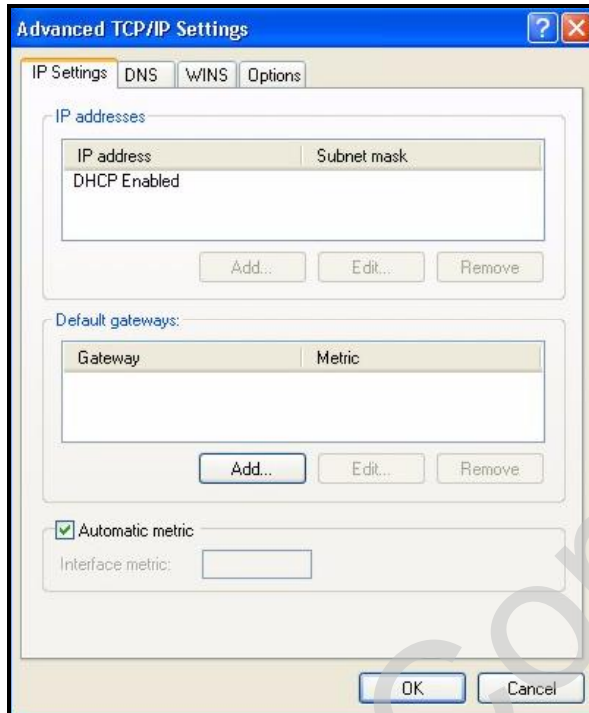 Advanced TCP/IP Settings
IP Settings DNS WINS Options
IP addresses
IP address Subnet mask
DHCP Enabled
Add... Edit... Remove
Default gateways:
Gateway Metric
Add... Edit... Remove
Automatic metric
Interface metric:
OK Cancel